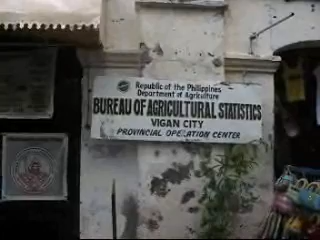 Republic of the Philippines
Department of Agriculture
BUREAU OF AGRICULTURAL STATISTICS
VIGAN CITY
PROVINCIAL OPERATION CENTER